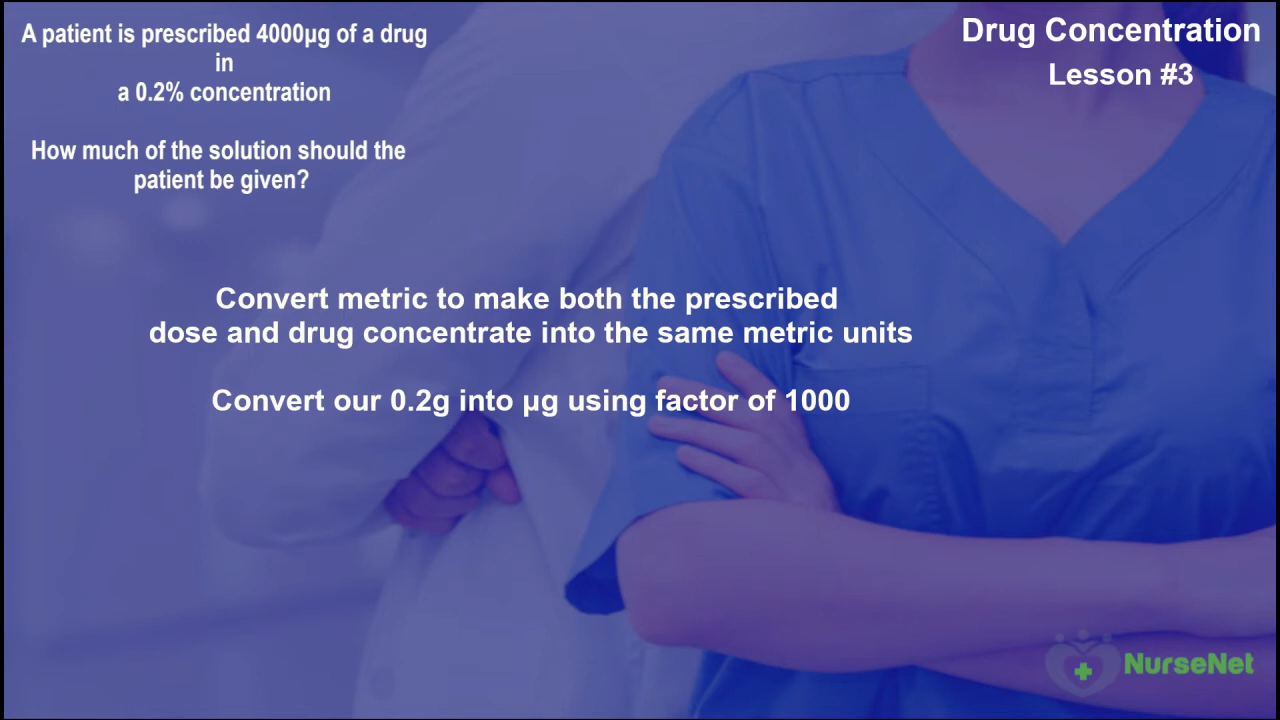 A patient is prescribed 4000µg of a drug
in
a 0.2% concentration
How much of the solution should the
patient be given?
Drug Concentration
Lesson #3
Convert metric to make both the prescribed
dose and drug concentrate into the same metric units
Convert our 0.2g into µg using factor of 1000
NurseNet